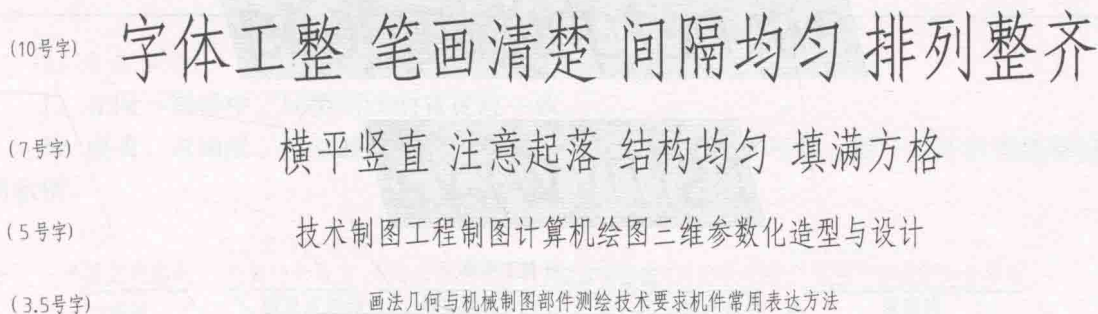 (10号字) 字体工整 笔画清楚 间隔均匀 排列整齐
(7号字) 横平竖直 注意起落 结构均匀 填满方格
(5号字) 技术制图工程制图计算机绘图三维参数化造型与设计
(3.5号字) 画法几何与机械制图部件测绘技术要求机件常用表达方法